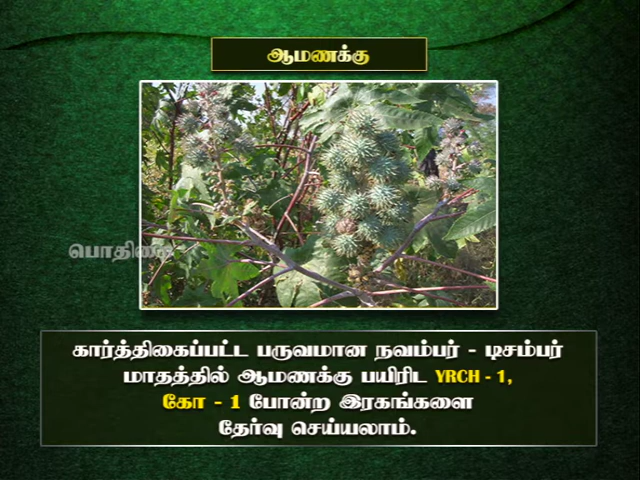 ஆமணக்கு
பொதிகை
கார்த்திகைப்பட்ட பருவமான நவம்பர் - டிசம்பர்
மாதத்தில் ஆமணக்கு பயிரிட YRCH - 1,
கோ - 1 போன்ற இரகங்களை
தேர்வு செய்யலாம்.